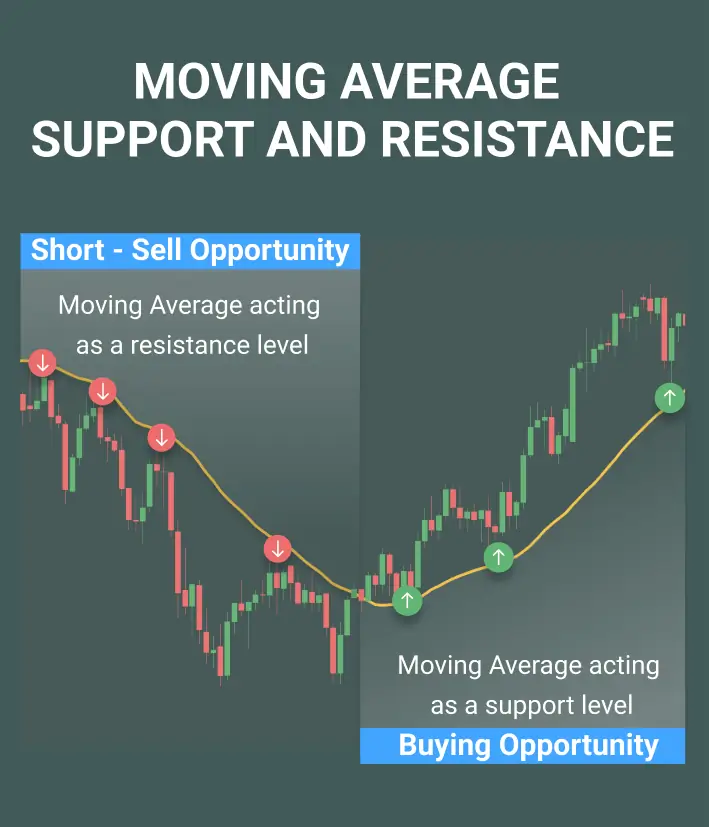 MOVING AVERAGE
SUPPORT AND RESISTANCE
Short - Sell Opportunity
Moving Average acting
as a resistance level
Moving Average acting
as a support level
Buying Opportunity